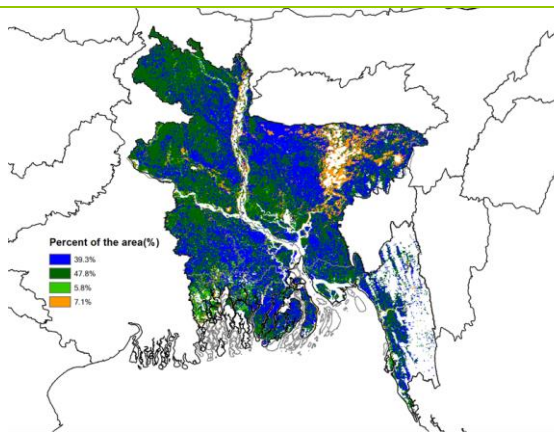 Percent of the area(%)
39.3%
47.8%
5.8%
7.1%